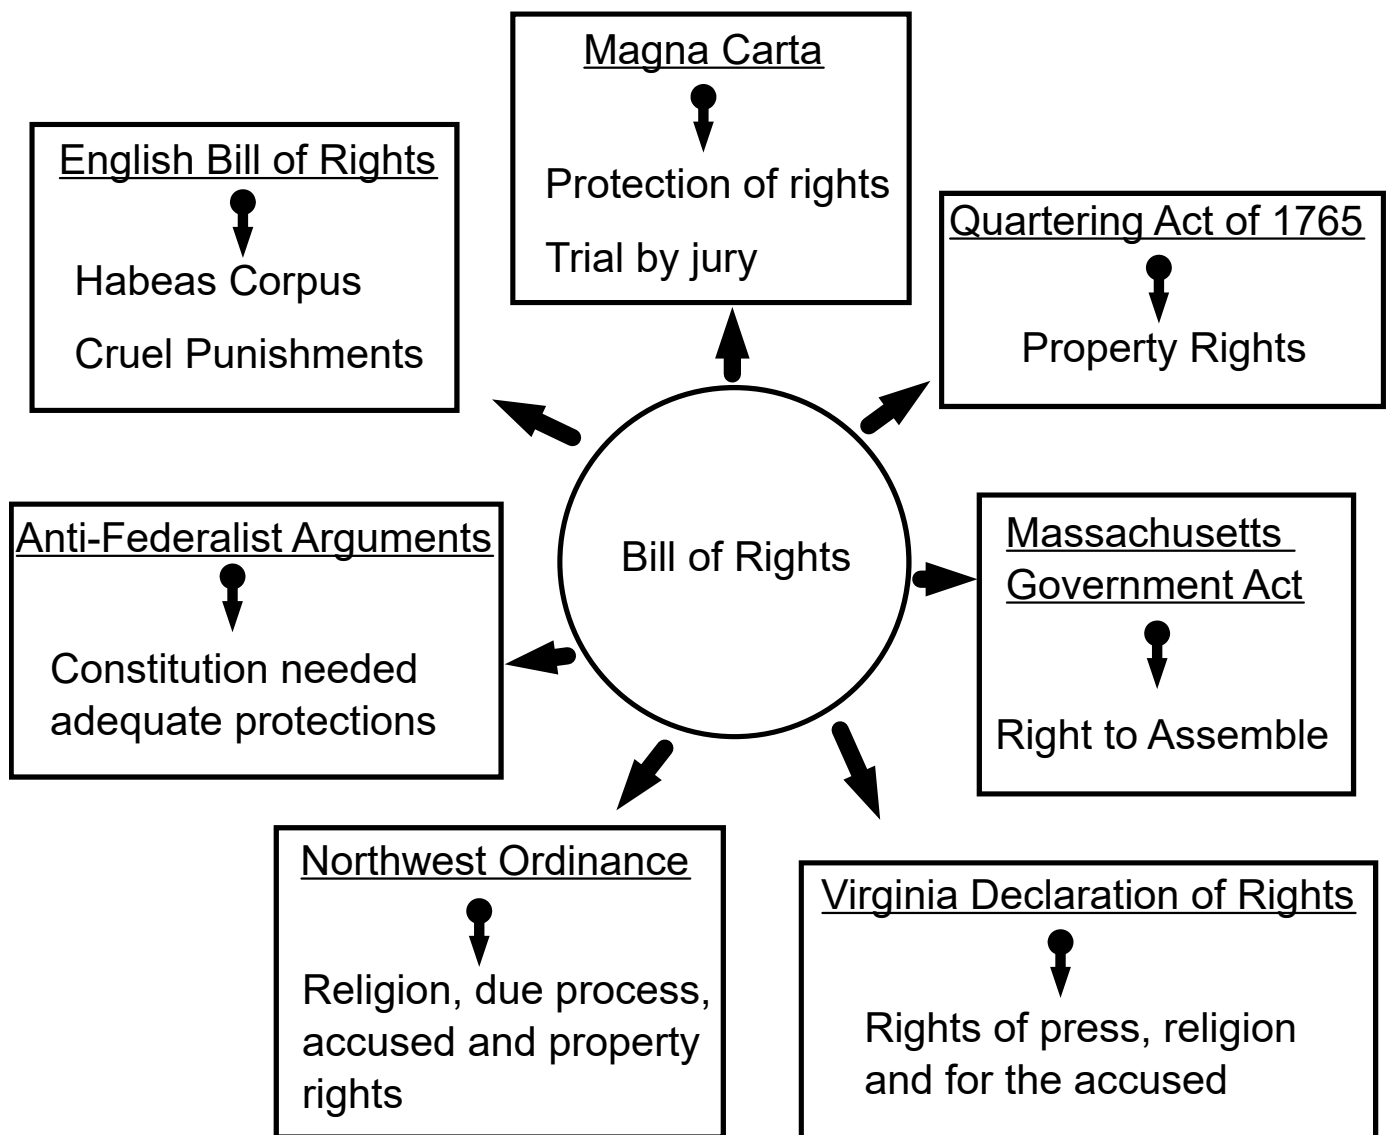 Magna Carta
Protection of rights
Trial by jury
English Bill of Rights
Habeas Corpus
Cruel Punishments
Quartering Act of 1765
Property Rights
Bill of Rights
Anti-Federalist Arguments
Constitution needed
adequate protections
Massachusetts
Government Act
Right to Assemble
Northwest Ordinance
Religion, due process,
accused and property
rights
Virginia Declaration of Rights
Rights of press, religion
and for the accused